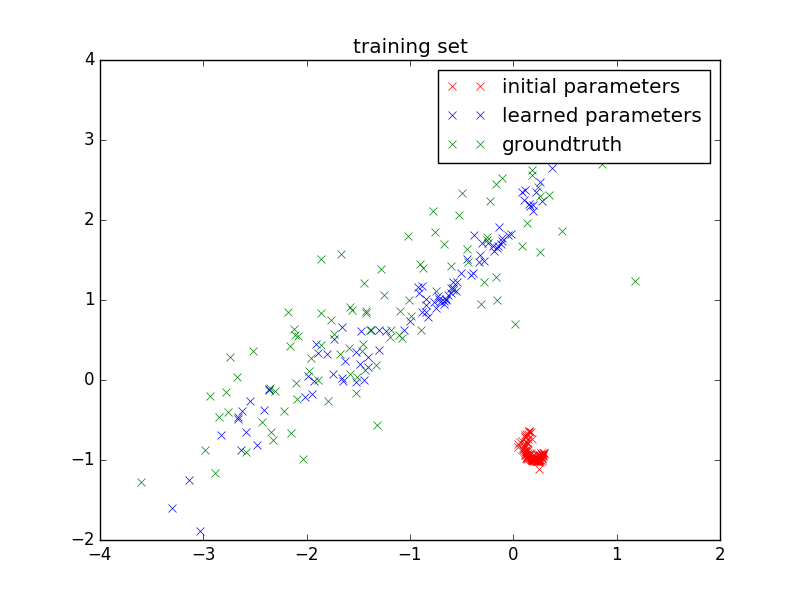 training set
initial parameters
learned parameters
groundtruth
4
3
2
1
0
−1
−2
−4 −3 −2 −1 0 1 2